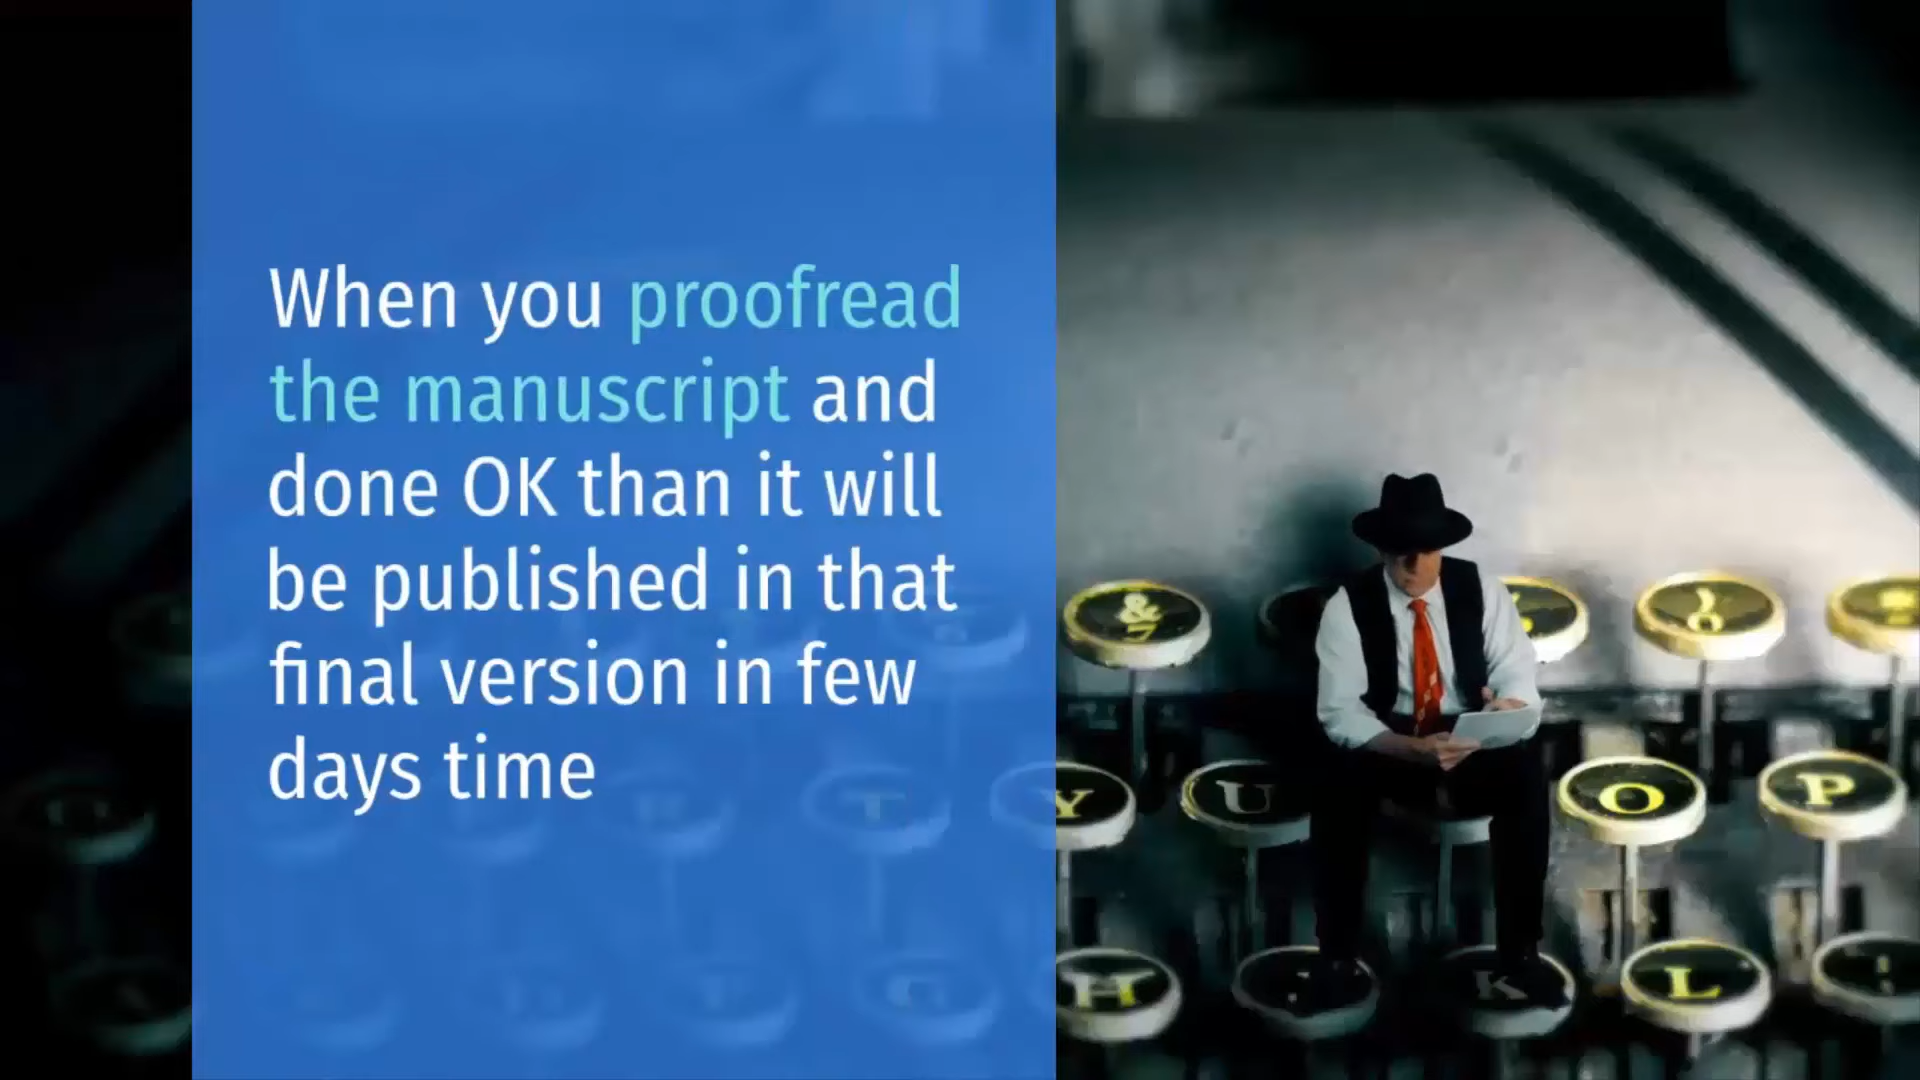 When you proofread
the manuscript and
done OK than it will
be published in that
final version in few
days time
&
7
Y
U
O
P
H
K
L